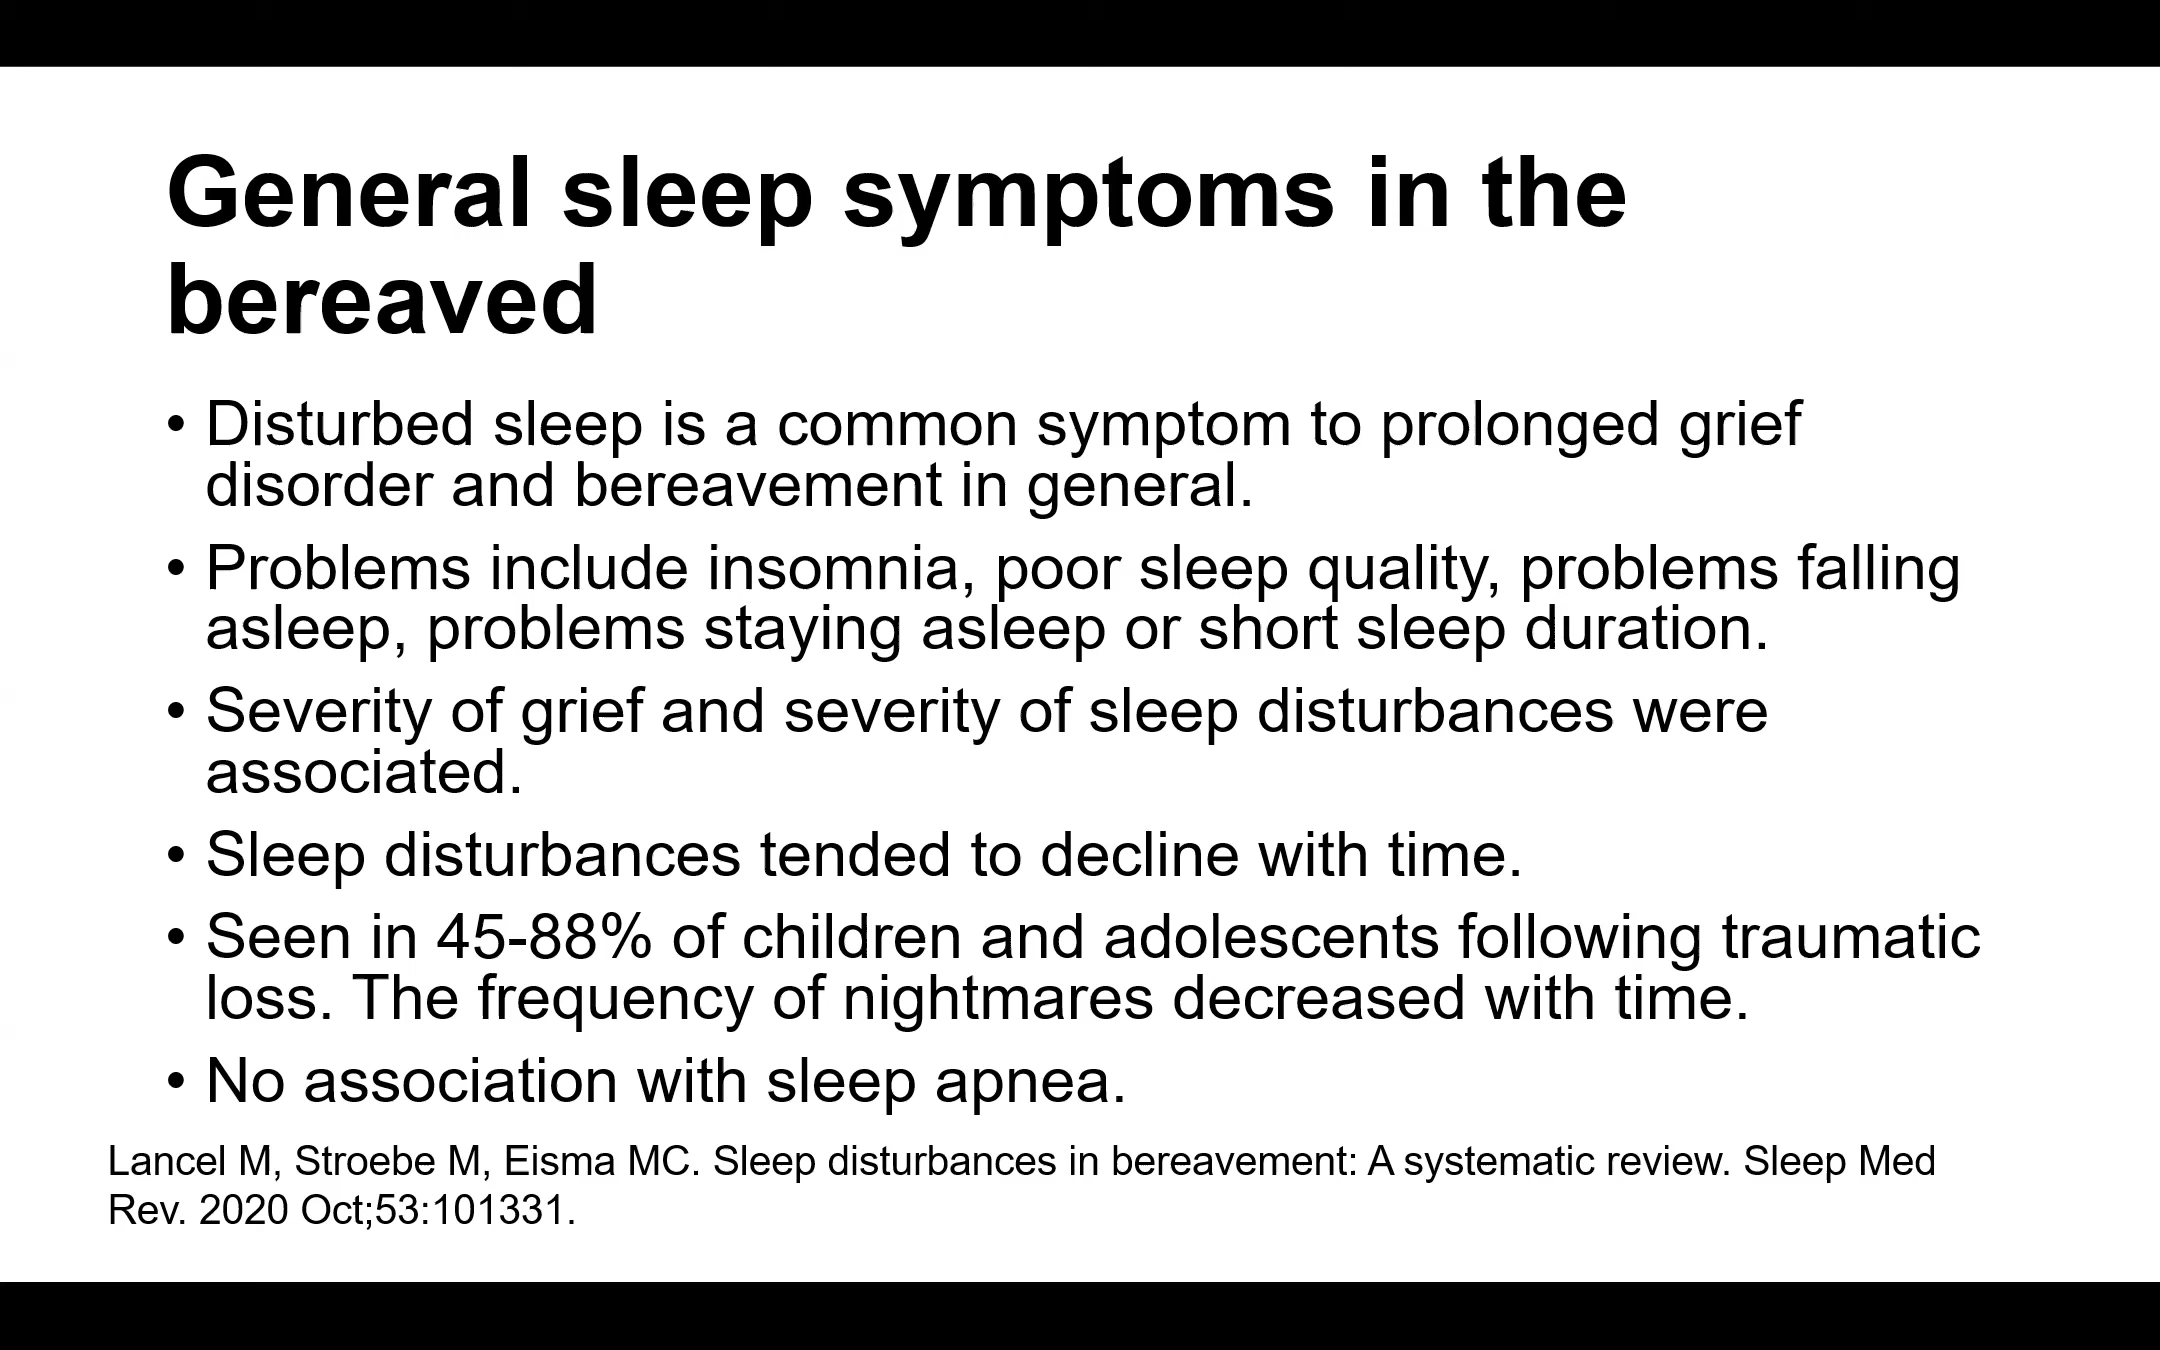 General sleep symptoms in the
bereaved
• Disturbed sleep is a common symptom to prolonged grief
disorder and bereavement in general.
• Problems include insomnia, poor sleep quality, problems falling
asleep, problems staying asleep or short sleep duration.
• Severity of grief and severity of sleep disturbances were
associated.
• Sleep disturbances tended to decline with time.
• Seen in 45-88% of children and adolescents following traumatic
loss. The frequency of nightmares decreased with time.
• No association with sleep apnea.
Lancel M, Stroebe M, Eisma MC. Sleep disturbances in bereavement: A systematic review. Sleep Med
Rev. 2020 Oct;53:101331.